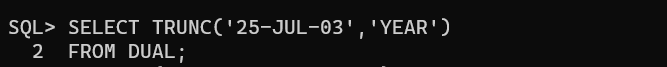 SQL> SELECT TRUNC('25-JUL-03','YEAR')
  2  FROM DUAL;